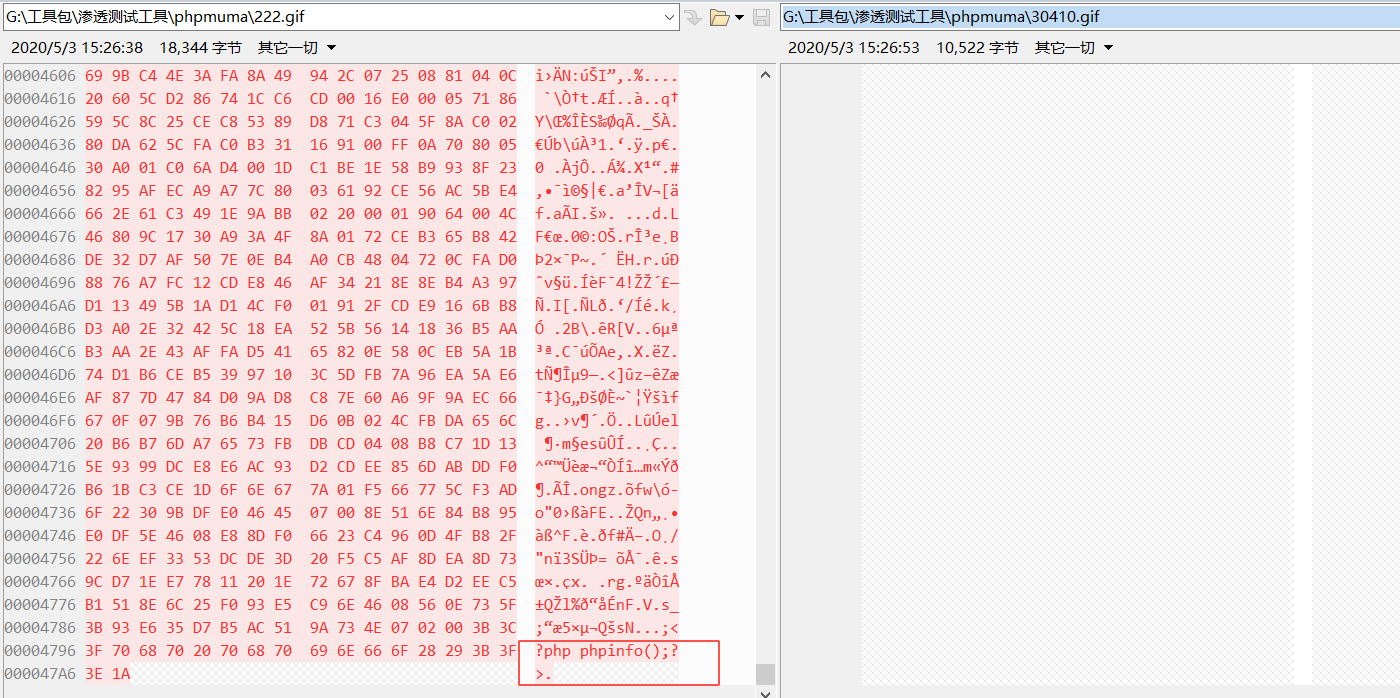 G:\工具包\渗透测试工具\phpmuma\222.gif
G:\工具包\渗透测试工具\phpmuma\30410.gif
2020/5/3 15:26:38 18,344 字节 其它一切
2020/5/3 15:26:53 10,522 字节 其它一切
00004606 69 9B C4 4E 3A FA 8A 49 94 2C 07 25 08 81 04 0C i›ÄN:úŠI”,.%....
00004616 20 60 5C D2 86 74 1C C6 CD 00 16 E0 00 05 71 86 `\Ò†t.ÆÍ..à..q†
00004626 59 5C 8C 25 CE C8 53 89 D8 71 C3 04 5F 8A C0 02 Y\Œ%ÎÈS‰ØqÃ._ŠÀ.
00004636 80 DA 62 5C FA C0 B3 31 16 91 00 FF 0A 70 80 05 €Úb\úÀ³1.‘.ÿ.p€.
00004646 30 A0 01 C0 6A D4 00 1D C1 BE 1E 58 B9 93 8F 23 0 .ÀjÔ..Á¾.X¹“.#
00004656 82 95 AF EC A9 A7 7C 80 03 61 92 CE 56 AC 5B E4 ‚•¯ì©§|€.a’ÎV¬[ä
00004666 66 2E 61 C3 49 1E 9A BB 02 20 00 01 90 64 00 4C f.aÃI.š». ...d.L
00004676 46 80 9C 17 30 A9 3A 4F 8A 01 72 CE B3 65 B8 42 F€œ.0©:OŠ.rÎ³e¸B
00004686 DE 32 D7 AF 50 7E 0E B4 A0 CB 48 04 72 0C FA D0 Þ2×¯P~.´ ËH.r.úÐ
00004696 88 76 A7 FC 12 CD E8 46 AF 34 21 8E 8E B4 A3 97 ˆv§ü.ÍèF¯4!ŽŽ´£—
000046A6 D1 13 49 5B 1A D1 4C F0 01 91 2F CD E9 16 6B B8 Ñ.I[.ÑLð.‘/Íé.k¸
000046B6 D3 A0 2E 32 42 5C 18 EA 52 5B 56 14 18 36 B5 AA Ó .2B\.êR[V..6µª
000046C6 B3 AA 2E 43 AF FA D5 41 65 82 0E 58 0C EB 5A 1B ³ª.C¯úÕAe‚.X.ëZ.
000046D6 74 D1 B6 CE B5 39 97 10 3C 5D FB 7A 96 EA 5A E6 tÑ¶Îµ9—.<]ûz–êZæ
000046E6 AF 87 7D 47 84 D0 9A D8 C8 7E 60 A6 9F 9A EC 66 ¯‡}G„ÐšØÈ~`¦Ÿšìf
000046F6 67 0F 07 9B 76 B6 B4 15 D6 0B 02 4C FB DA 65 6C g..›v¶´.Ö..LûÚel
00004706 20 B6 B7 6D A7 65 73 FB DB CD 04 08 B8 C7 1D 13 ¶·m§esûÛÍ..¸Ç..
00004716 5E 93 99 DC E8 E6 AC 93 D2 CD EE 85 6D AB DD F0 ^“™Üèæ¬“ÒÍî…m«Ýð
00004726 B6 1B C3 CE 1D 6F 6E 67 7A 01 F5 66 77 5C F3 AD ¶.ÃÎ.ongz.õfw\ó-
00004736 6F 22 30 9B DF E0 46 45 07 00 8E 51 6E 84 B8 95 o"0›ßàFE..ŽQn„¸•
00004746 E0 DF 5E 46 08 E8 8D F0 66 23 C4 96 0D 4F B8 2F àß^F.è.ðf#Ä–.O¸/
00004756 22 6E EF 33 53 DC DE 3D 20 F5 C5 AF 8D EA 8D 73 "nï3SÜÞ= õÅ¯.ê.s
00004766 9C D7 1E E7 78 11 20 1E 72 67 8F BA E4 D2 EE C5 œ×.çx. .rg.ºäÒîÅ
00004776 B1 51 8E 6C 25 F0 93 E5 C9 6E 46 08 56 0E 73 5F ±QŽl%ð“åÉnF.V.s_
00004786 3B 93 E6 35 D7 B5 AC 51 9A 73 4E 07 02 00 3B 3C ;“æ5×µ¬QšsN...;<
00004796 3F 70 68 70 20 70 68 70 69 6E 66 6F 28 29 3B 3F ?php phpinfo();?
000047A6 3E 1A >.